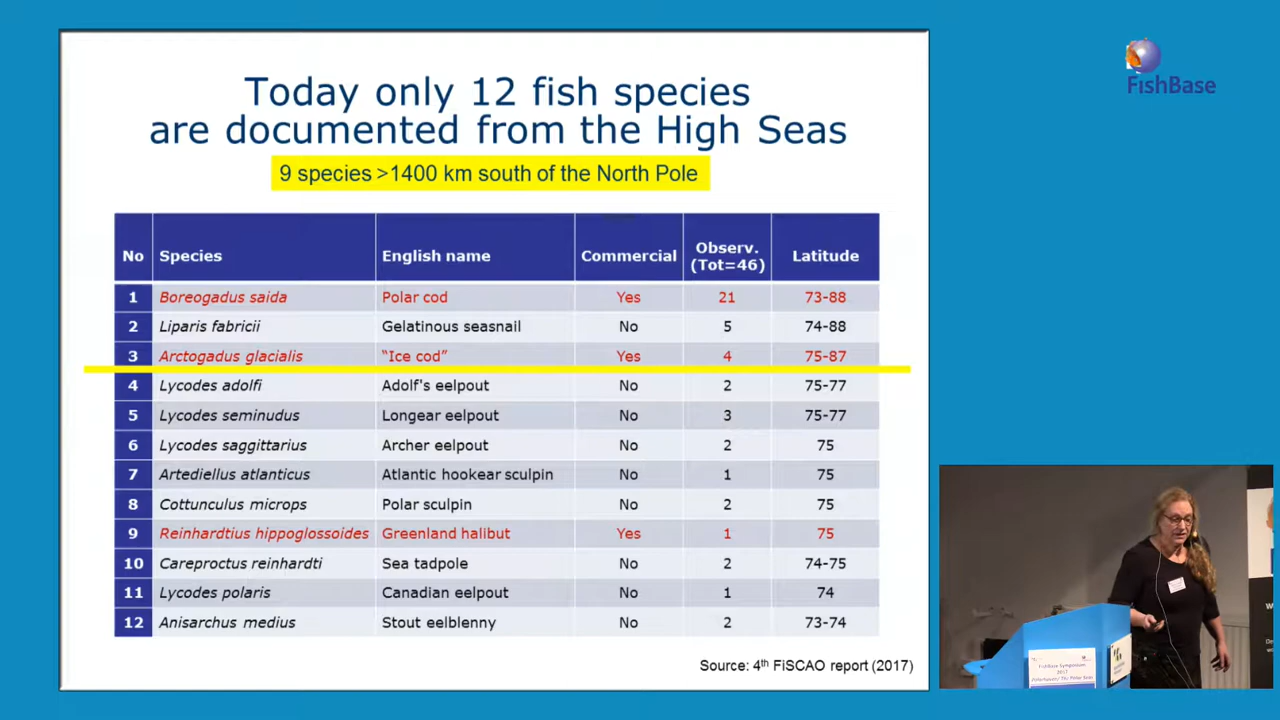 Today only 12 fish species
are documented from the High Seas
9 species >1400 km south of the North Pole
No Species English name Commercial Observ. (Tot=46) Latitude
1 Boreogadus saida Polar cod Yes 21 73-88
2 Liparis fabricii Gelatinous seasnail No 5 74-88
3 Arctogadus glacialis “Ice cod” Yes 4 75-87
4 Lycodes adolfi Adolf's eelpout No 2 75-77
5 Lycodes seminudus Longear eelpout No 3 75-77
6 Lycodes saggittarius Archer eelpout No 2 75
7 Artediellus atlanticus Atlantic hookear sculpin No 1 75
8 Cottunculus microps Polar sculpin No 2 75
9 Reinhardtius hippoglossoides Greenland halibut Yes 1 75
10 Careproctus reinhardti Sea tadpole No 2 74-75
11 Lycodes polaris Canadian eelpout No 1 74
12 Anisarchus medius Stout eelblenny No 2 73-74
Source: 4th FiSCAO report (2017)
FishBase
FishBase Symposium
2017